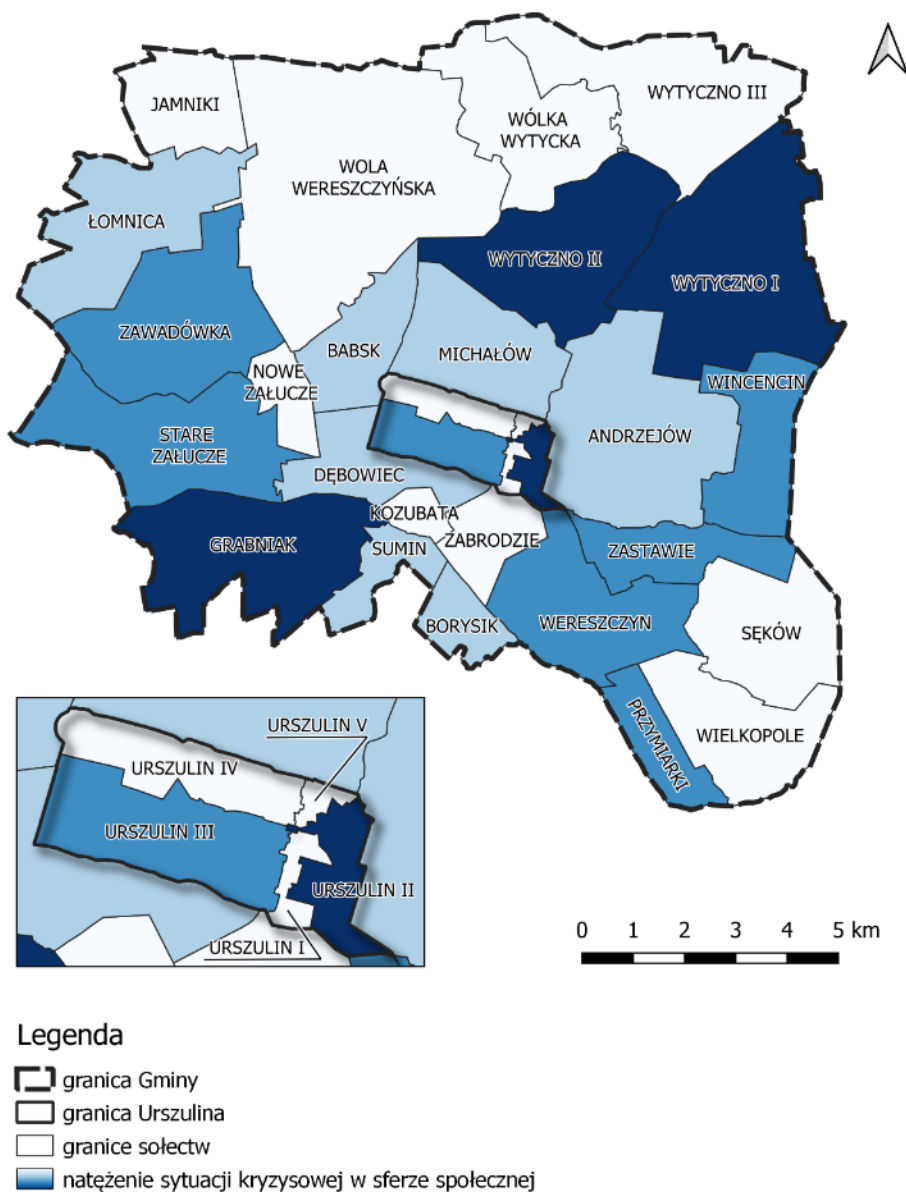 JAMNIKI
WYTYCZNO III
WÓLKA
WYTYCKA
WOLA
WERESZCZYŃSKA
ŁOMNICA
WYTYCZNO II
WYTYCZNO I
ZAWADÓWKA
BABSK
MICHAŁÓW
NOWE
ZAŁUCZE
WINCENCIN
STARE
ZAŁUCZE
ANDRZEJÓW
DĘBOWIEC
KOZUBATA
GRABNIAK
SUMIN
ZABRODZIE
ZASTAWIE
BORYSIK
WERESZCZYN
SĘKÓW
PRZYMIARKI
WIELKOPOLE
URSZULIN V
URSZULIN IV
URSZULIN III
URSZULIN II
URSZULIN I
0 1 2 3 4 5 km
Legenda
granica Gminy
granica Urszulina
granice sołectw
natężenie sytuacji kryzysowej w sferze społecznej